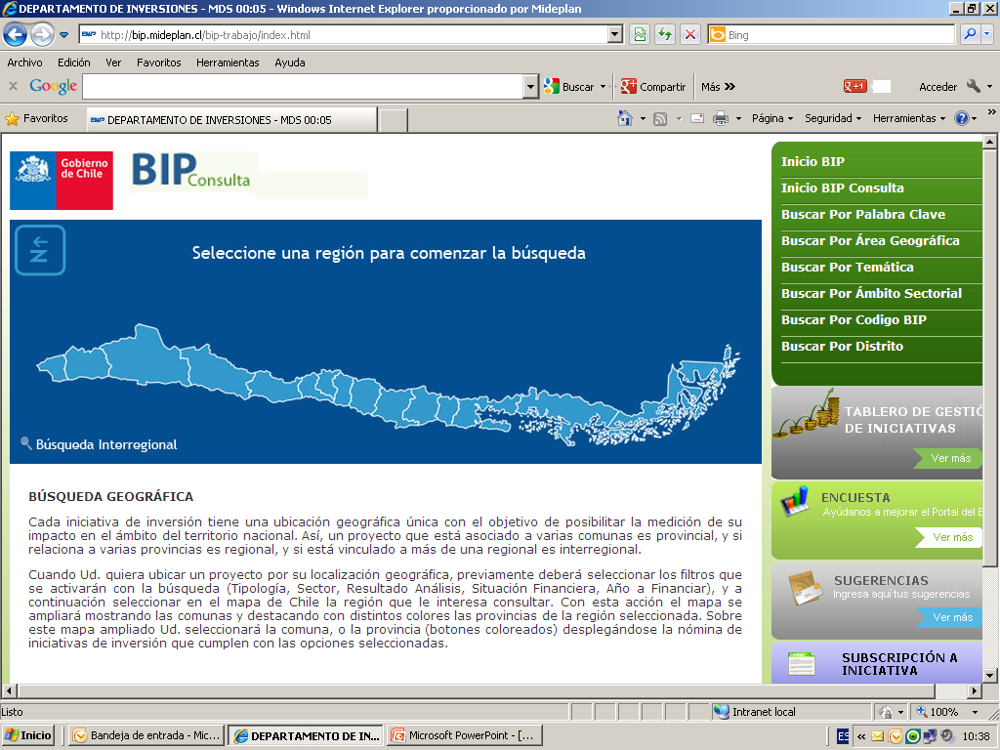 DEPARTAMENTO DE INVERSIONES - MDS 00:05 - Windows Internet Explorer proporcionado por Mideplan
BIP http://bip.mideplan.cl/bip-trabajo/index.html
Bing
Archivo Edición Ver Favoritos Herramientas Ayuda
x Google Buscar Compartir Más »
g+1 Acceder
Favoritos BIP DEPARTAMENTO DE INVERSIONES - MDS 00:05
Página Seguridad Herramientas »
Gobierno
de Chile
BIP Consulta
N
Seleccione una región para comenzar la búsqueda
Búsqueda Interregional
BÚSQUEDA GEOGRÁFICA
Cada iniciativa de inversión tiene una ubicación geográfica única con el objetivo de posibilitar la medición de su
impacto en el ámbito del territorio nacional. Así, un proyecto que está asociado a varias comunas es provincial, y si
relaciona a varias provincias es regional, y si está vinculado a más de una regional es interregional.
Cuando Ud. quiera ubicar un proyecto por su localización geográfica, previamente deberá seleccionar los filtros que
se activarán con la búsqueda (Tipología, Sector, Resultado Análisis, Situación Financiera, Año a Financiar), y a
continuación seleccionar en el mapa de Chile la región que le interesa consultar. Con esta acción el mapa se
ampliará mostrando las comunas y destacando con distintos colores las provincias de la región seleccionada. Sobre
este mapa ampliado Ud. seleccionará la comuna, o la provincia (botones coloreados) desplegándose la nómina de
iniciativas de inversión que cumplen con las opciones seleccionadas.
Inicio BIP
Inicio BIP Consulta
Buscar Por Palabra Clave
Buscar Por Área Geográfica
Buscar Por Temática
Buscar Por Ámbito Sectorial
Buscar Por Codigo BIP
Buscar Por Distrito
TABLERO DE GESTIÓ
DE INICIATIVAS
Ver más
ENCUESTA
Ayúdanos a mejorar el Portal del B
Ver más
SUGERENCIAS
Ingresa aquí tus sugerencias
Ver más
SUBSCRIPCIÓN A
INICIATIVA
Listo
Intranet local
100%
Inicio
Bandeja de entrada - Mic...
DEPARTAMENTO DE IN...
Microsoft PowerPoint - [...
ES « 10:38